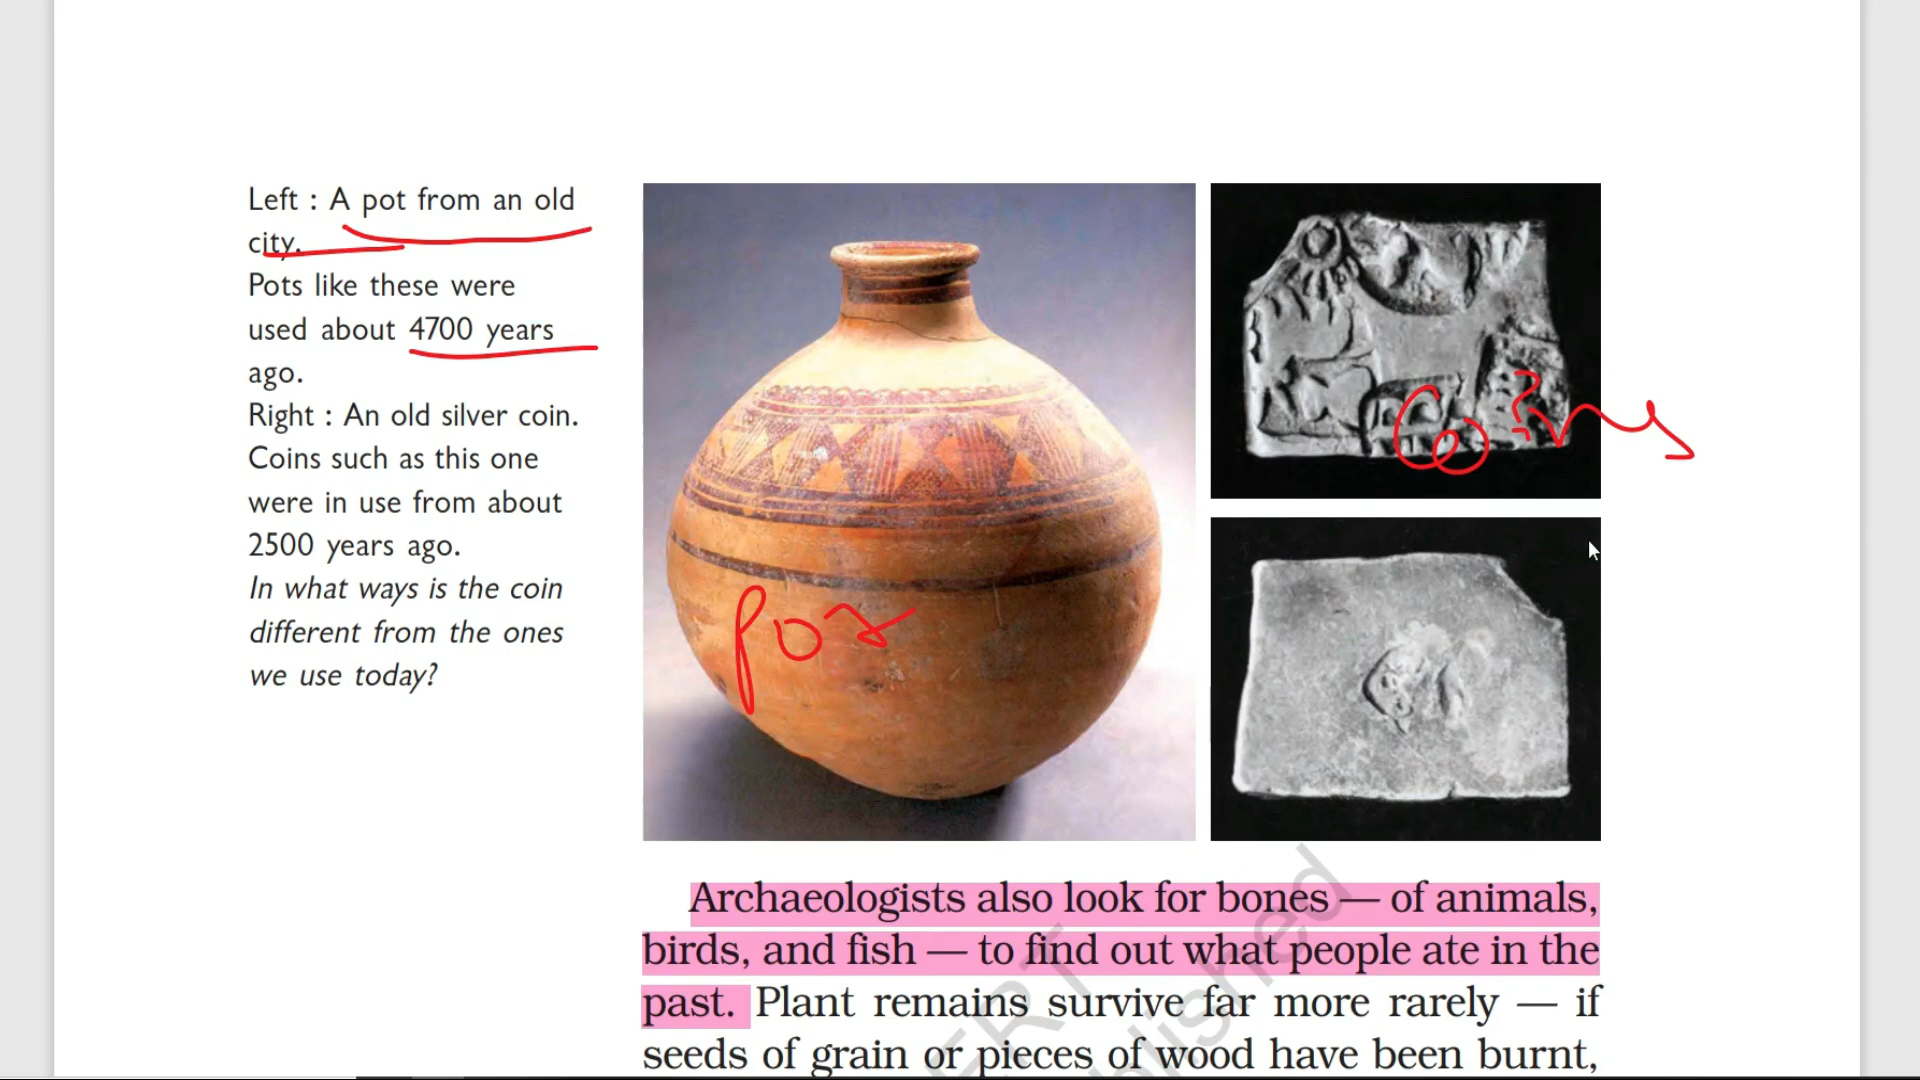 Left : A pot from an old
city.
Pots like these were
used about 4700 years
ago.
Right : An old silver coin.
Coins such as this one
were in use from about
2500 years ago.
In what ways is the coin
different from the ones
we use today?
pot
Archaeologists also look for bones — of animals,
birds, and fish — to find out what people ate in the
past. Plant remains survive far more rarely — if
seeds of grain or pieces of wood have been burnt,